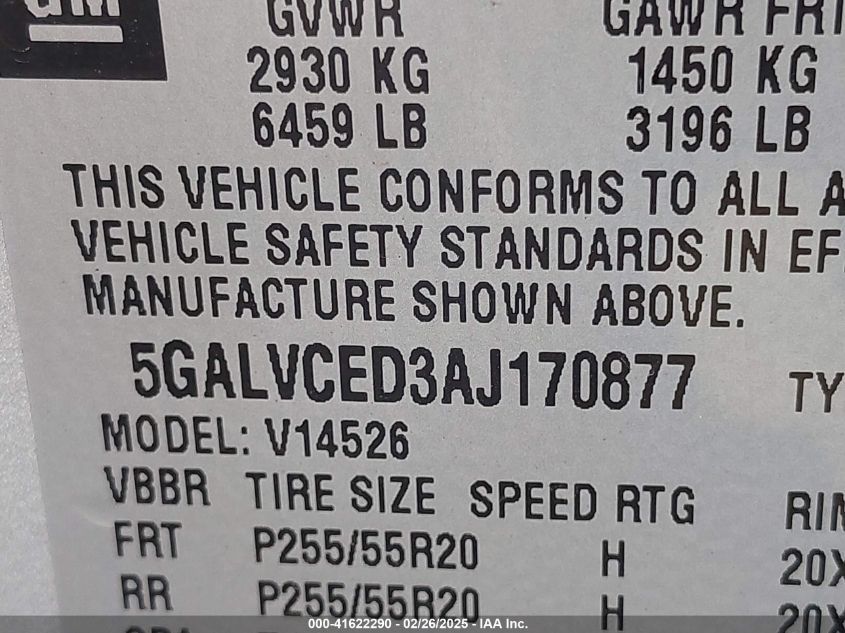 GM
GVWR GAWR FR
2930 KG 1450 KG
6459 LB 3196 LB
THIS VEHICLE CONFORMS TO ALL A
VEHICLE SAFETY STANDARDS IN EF
MANUFACTURE SHOWN ABOVE.
5GALVCED3AJ170877 TY
MODEL: V14526
VBBR TIRE SIZE SPEED RTG RIM
FRT P255/55R20 H 20X
RR P255/55R20 H 20X
000-41622290 - 02/26/2025 - IAA Inc.